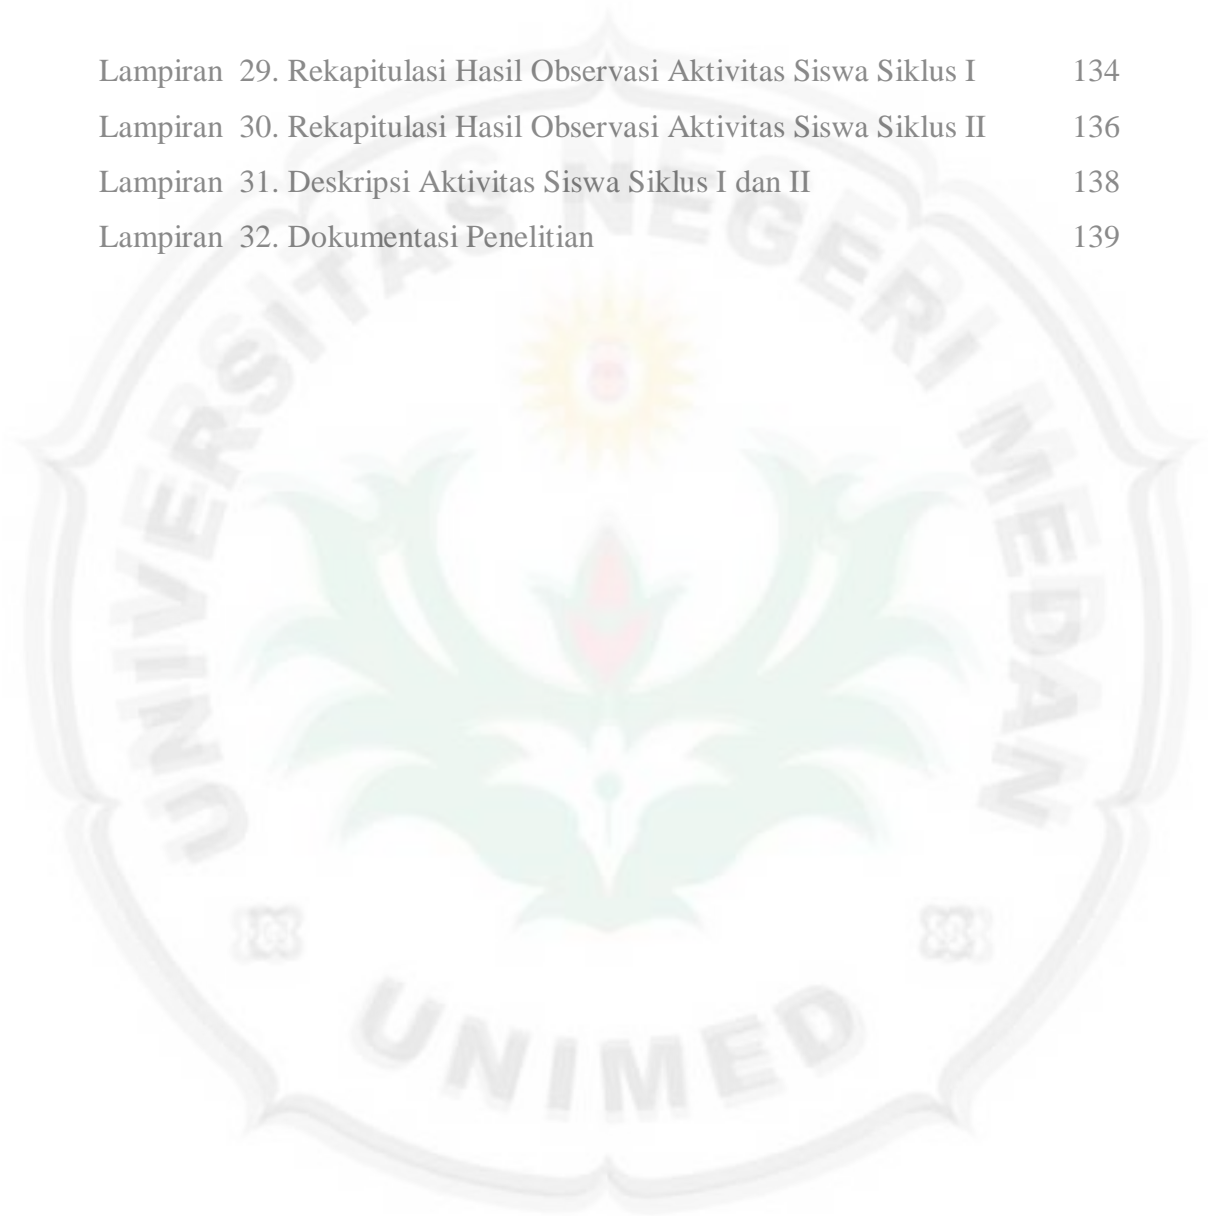 Lampiran 29. Rekapitulasi Hasil Observasi Aktivitas Siswa Siklus I 134
Lampiran 30. Rekapitulasi Hasil Observasi Aktivitas Siswa Siklus II 136
Lampiran 31. Deskripsi Aktivitas Siswa Siklus I dan II 138
Lampiran 32. Dokumentasi Penelitian 139
UNIVERSITAS NEGERI MEDAN
UNIMED